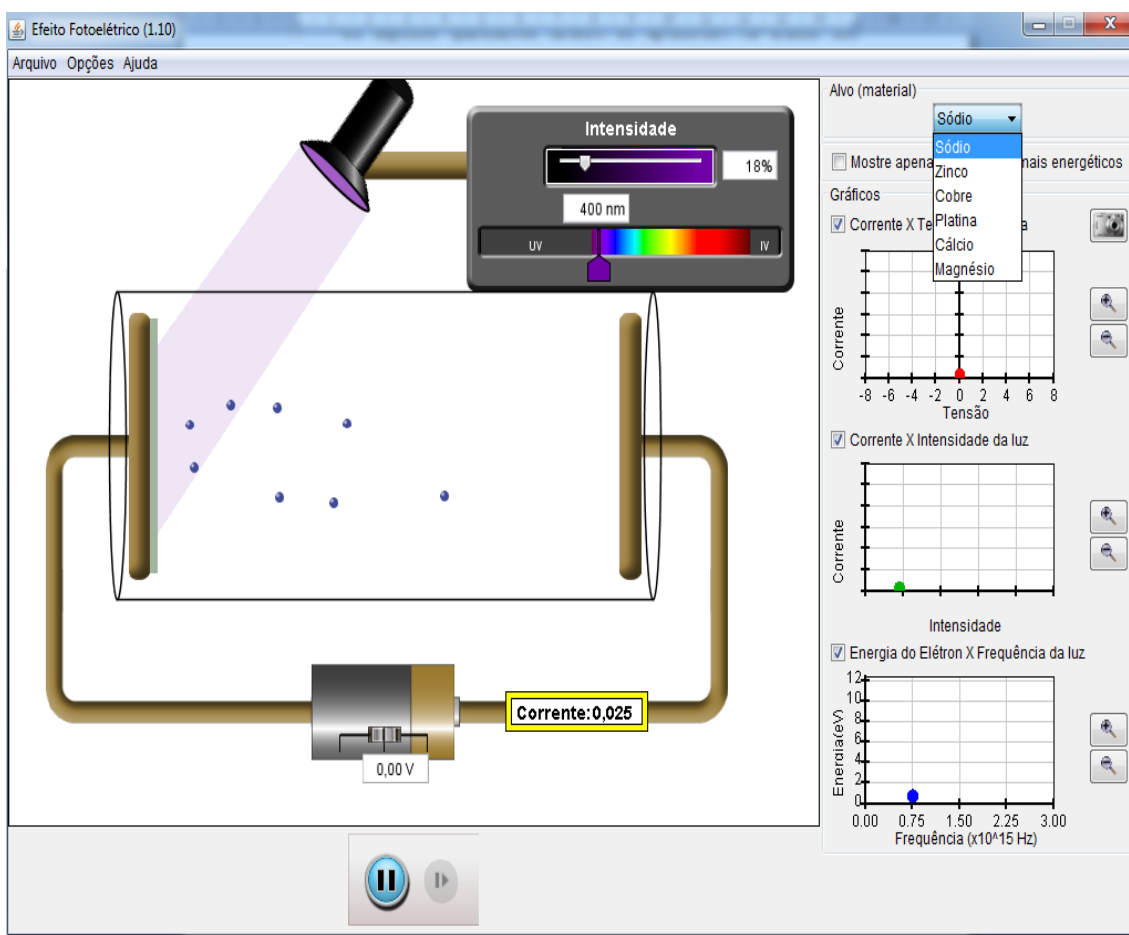 Efeito Fotoelétrico (1.10)
Arquivo Opções Ajuda
Intensidade
18%
400 nm
UV
IV
Corrente:0,025
0,00 V
Alvo (material)
Sódio
Sódio
Zinco
Cobre
Platina
Cálcio
Magnésio
Mostre apena mais energéticos
Gráficos
Corrente X Te a
Corrente
-8 -6 -4 -2 0 2 4 6 8
Tensão
Corrente X Intensidade da luz
Corrente
Intensidade
Energia do Elétron X Frequência da luz
Energia(eV)
12
10
8
6
4
2
0
0.00 0.75 1.50 2.25 3.00
Frequência (x10^15 Hz)